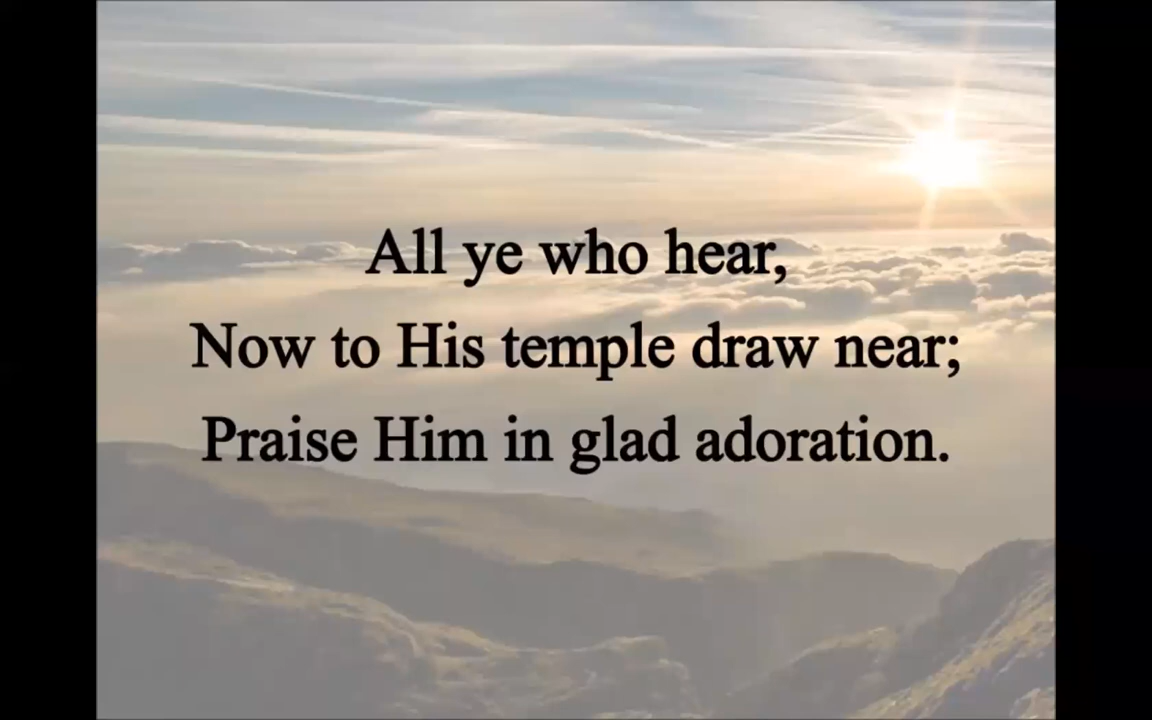 All ye who hear,
Now to His temple draw near;
Praise Him in glad adoration.